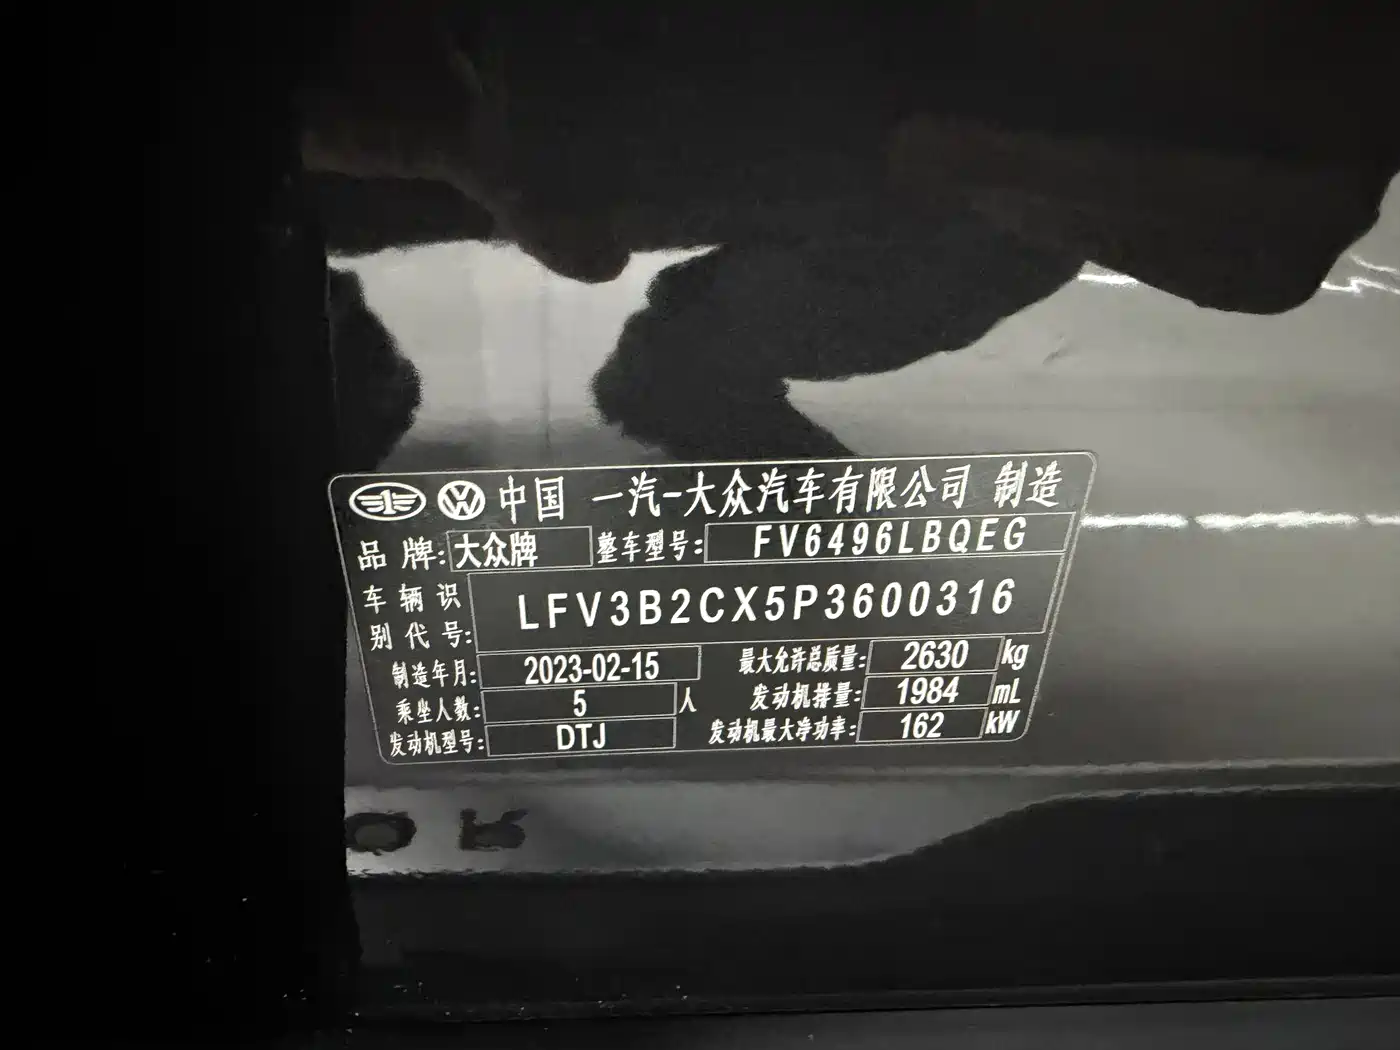 中国 一汽-大众汽车有限公司 制造
品牌: 大众牌 整车型号: FV6496LBQEG
车辆识别代号: LFV3B2CX5P3600316
制造年月: 2023-02-15 最大允许总质量: 2630 kg
乘坐人数: 5 人 发动机排量: 1984 mL
发动机型号: DTJ 发动机最大净功率: 162 kW